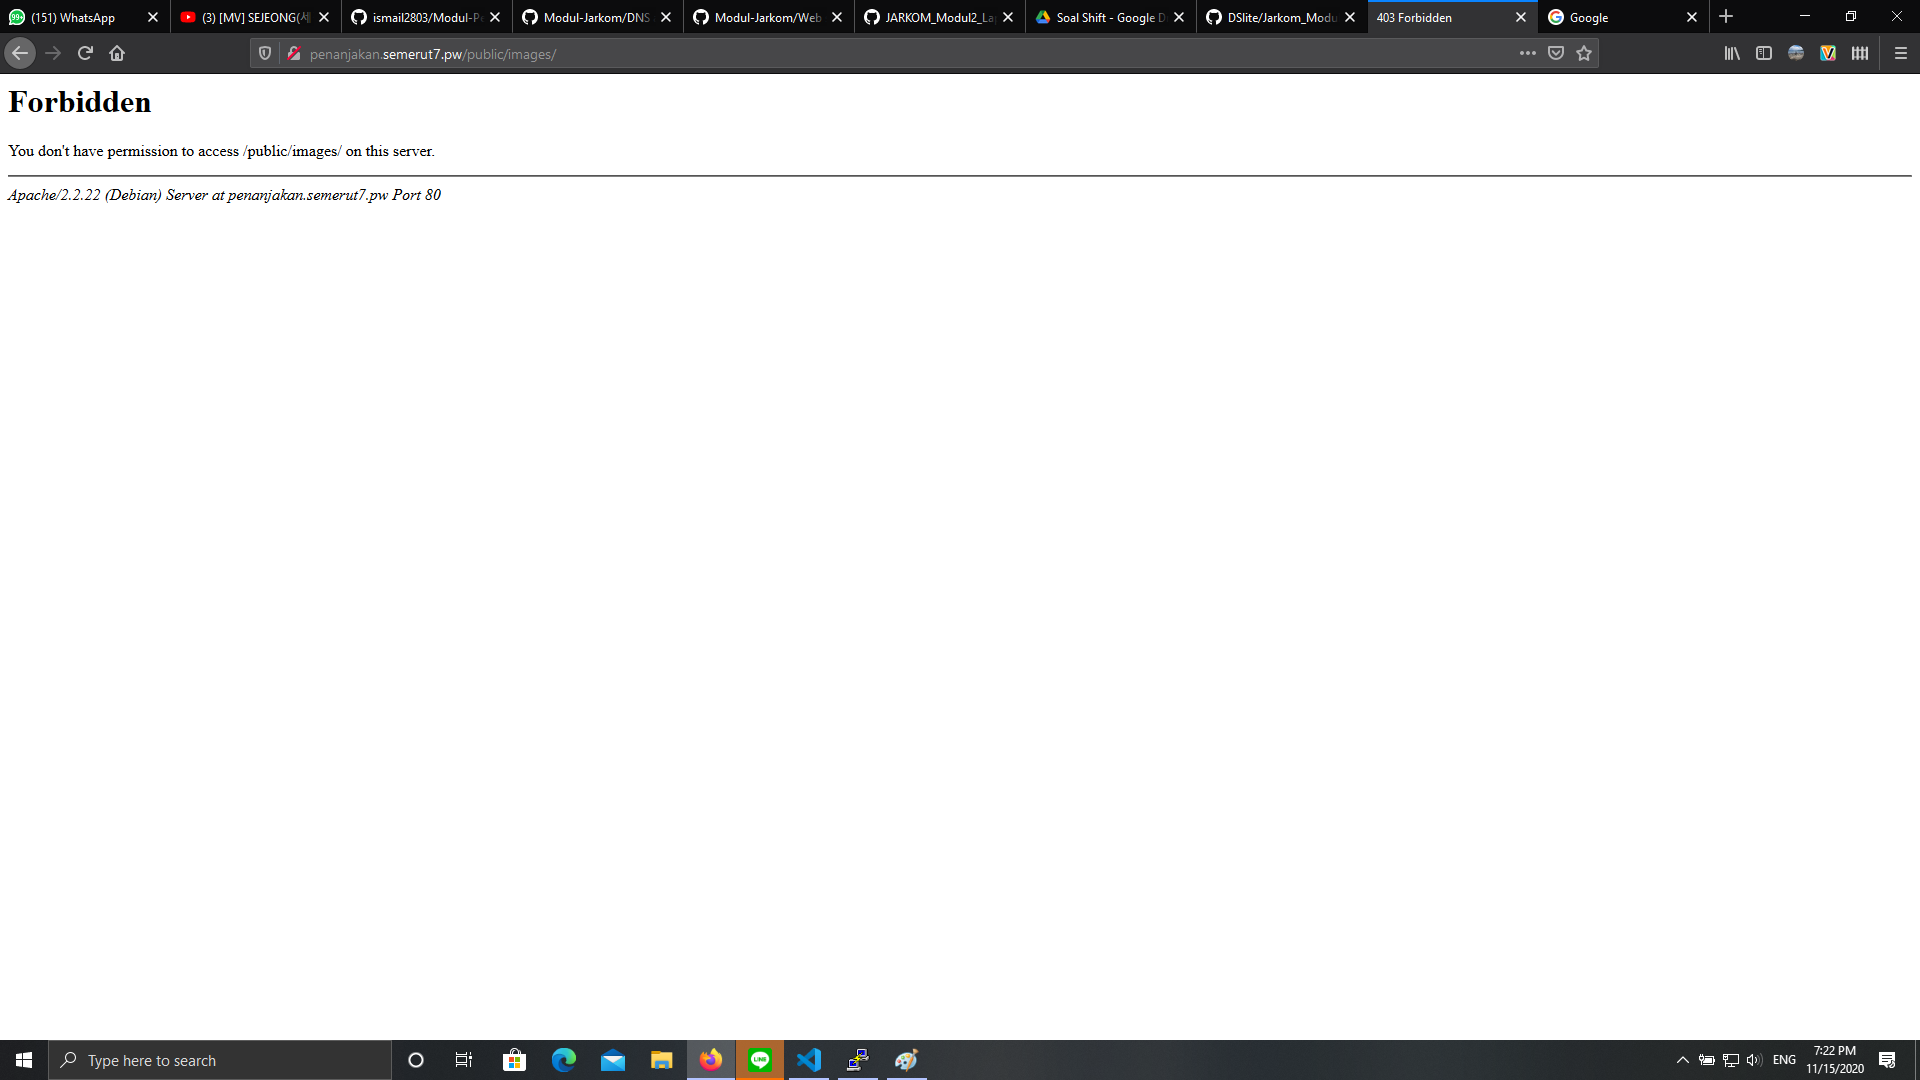 (151) WhatsApp
(3) [MV] SEJEONG(세
ismail2803/Modul-Pe
Modul-Jarkom/DNS
Modul-Jarkom/Web
JARKOM_Modul2_La
Soal Shift - Google D
DSlite/Jarkom_Modu
403 Forbidden
Google
penanjakan.semerut7.pw/public/images/
Forbidden
You don't have permission to access /public/images/ on this server.
Apache/2.2.22 (Debian) Server at penanjakan.semerut7.pw Port 80
Type here to search
LINE
ENG
7:22 PM
11/15/2020